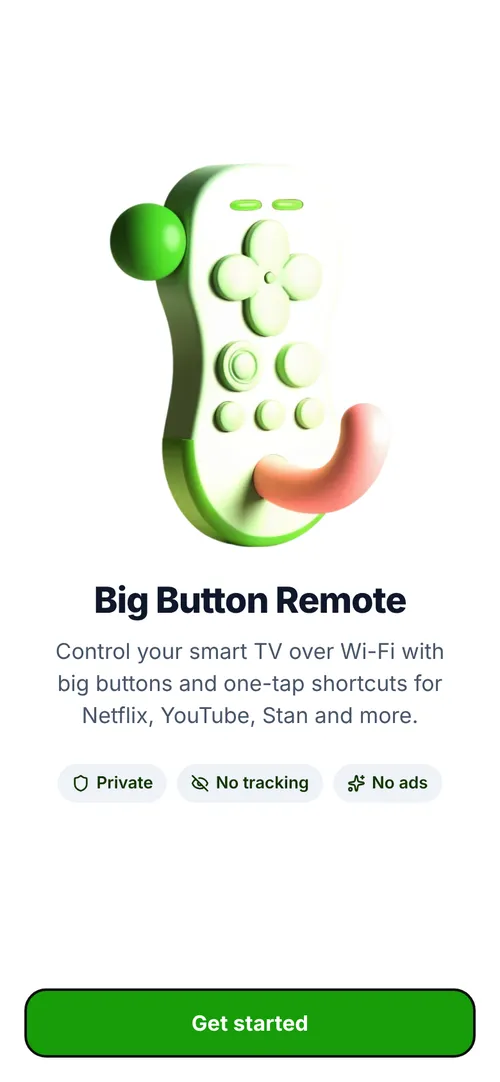 Big Button Remote
Control your smart TV over Wi-Fi with
big buttons and one-tap shortcuts for
Netflix, YouTube, Stan and more.
Private
No tracking
No ads
Get started